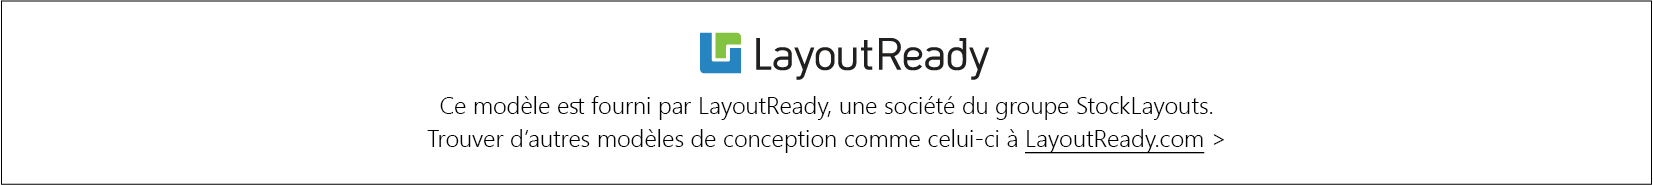 LayoutReady
Ce modèle est fourni par LayoutReady, une société du groupe StockLayouts.
Trouver d‘autres modèles de conception comme celui-ci à LayoutReady.com >